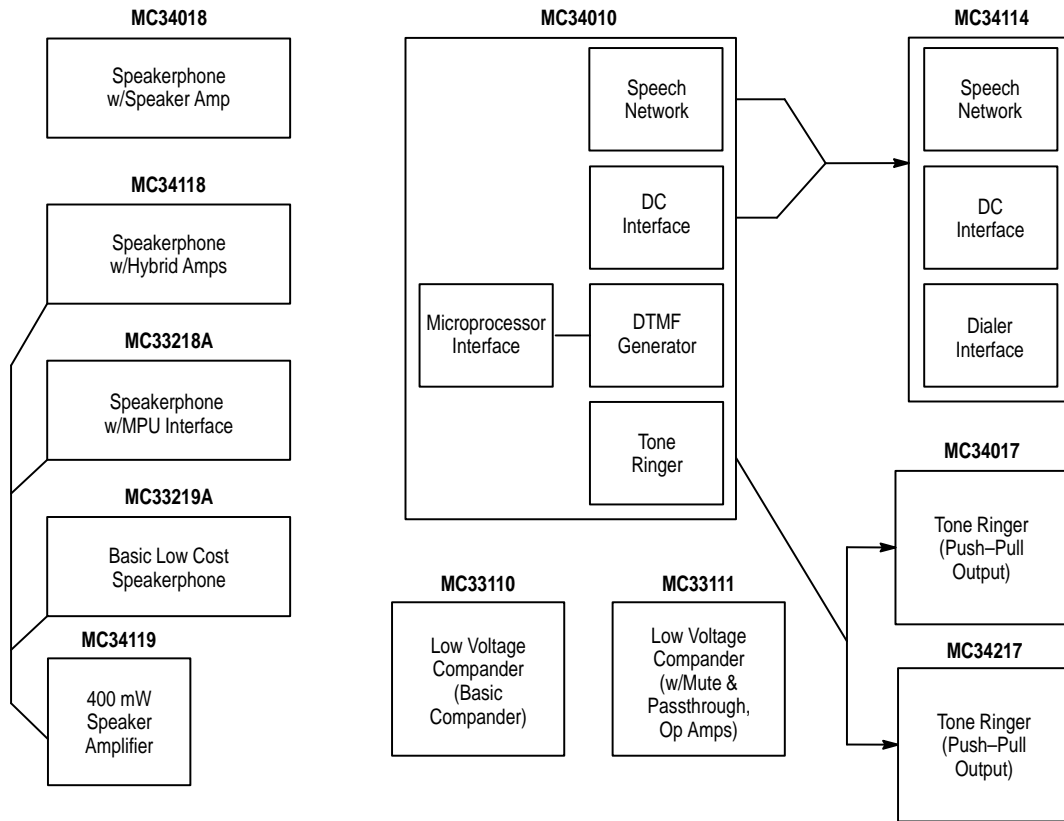 MC34018
Speakerphone
w/Speaker Amp
MC34118
Speakerphone
w/Hybrid Amps
MC33218A
Speakerphone
w/MPU Interface
MC33219A
Basic Low Cost
Speakerphone
MC34119
400 mW
Speaker
Amplifier
MC34010
Speech
Network
DC
Interface
Microprocessor
Interface
DTMF
Generator
Tone
Ringer
MC33110
Low Voltage
Compander
(Basic
Compander)
MC33111
Low Voltage
Compander
(w/Mute &
Passthrough,
Op Amps)
MC34114
Speech
Network
DC
Interface
Dialer
Interface
MC34017
Tone Ringer
(Push–Pull
Output)
MC34217
Tone Ringer
(Push–Pull
Output)